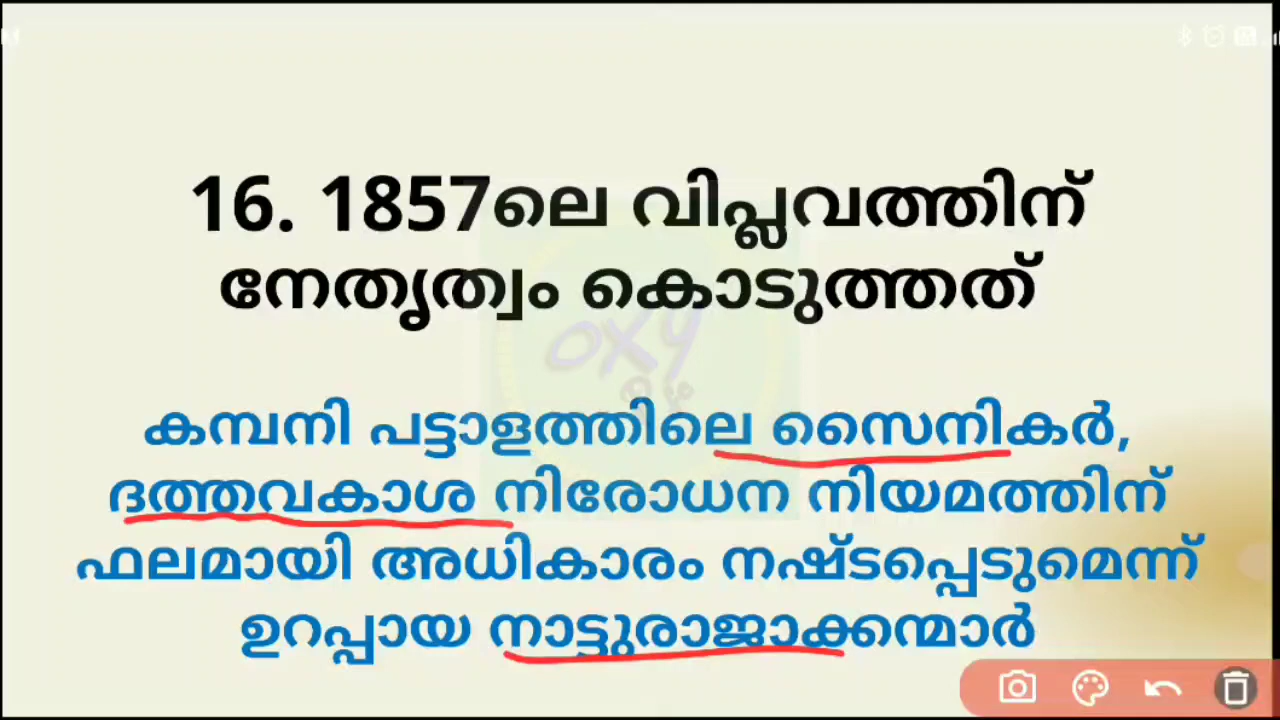 16. 1857ലെ വിപ്ലവത്തിന്
നേതൃത്വം കൊടുത്തത്
oxy
കമ്പനി പട്ടാളത്തിലെ സൈനികർ,
ദത്തവകാശ നിരോധന നിയമത്തിന്
ഫലമായി അധികാരം നഷ്ടപ്പെടുമെന്ന്
ഉറപ്പായ നാട്ടുരാജാക്കന്മാർ